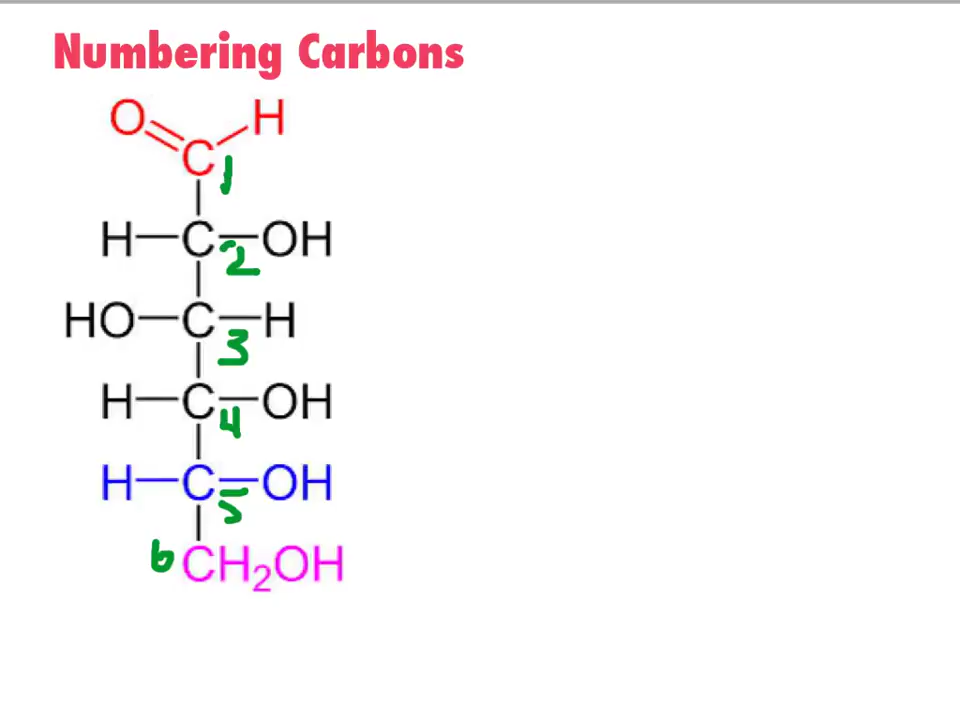 Numbering Carbons
O H
C 1
H C OH
2
HO C H
3
H C OH
4
H C OH
5
6 CH₂OH